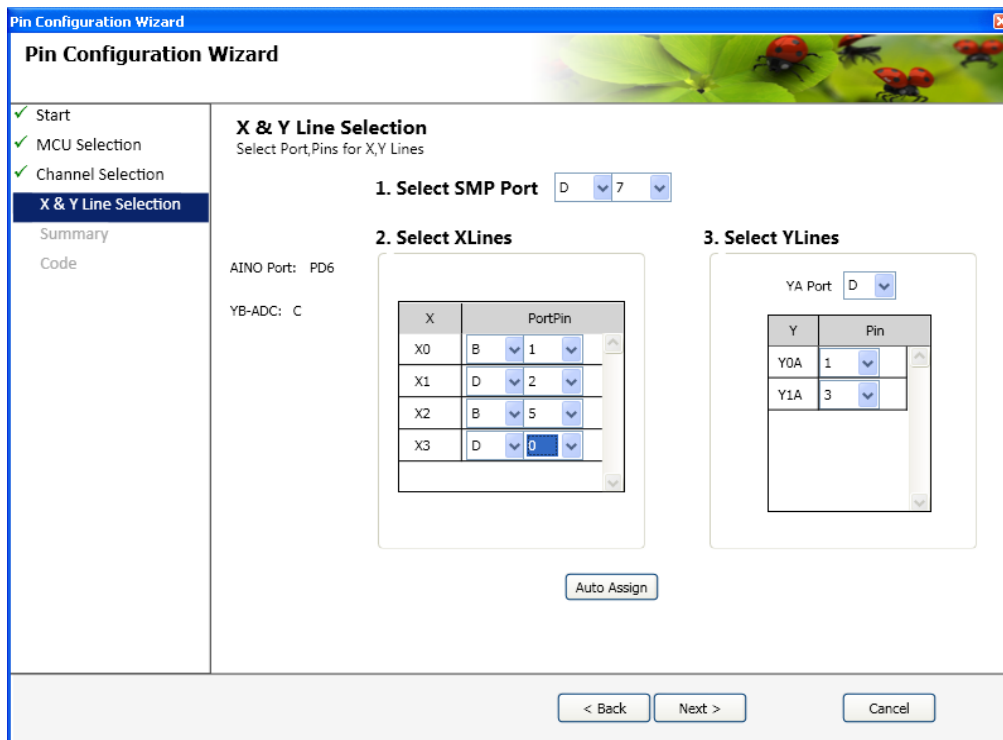 Pin Configuration Wizard
Pin Configuration Wizard
Start
MCU Selection
Channel Selection
X & Y Line Selection
Summary
Code
X & Y Line Selection
Select Port,Pins for X,Y Lines
1. Select SMP Port D 7
2. Select XLines
3. Select YLines
AINO Port: PD6
YB-ADC: C
X PortPin
X0 B 1
X1 D 2
X2 B 5
X3 D 0
YA Port D
Y Pin
Y0A 1
Y1A 3
Auto Assign
< Back Next > Cancel